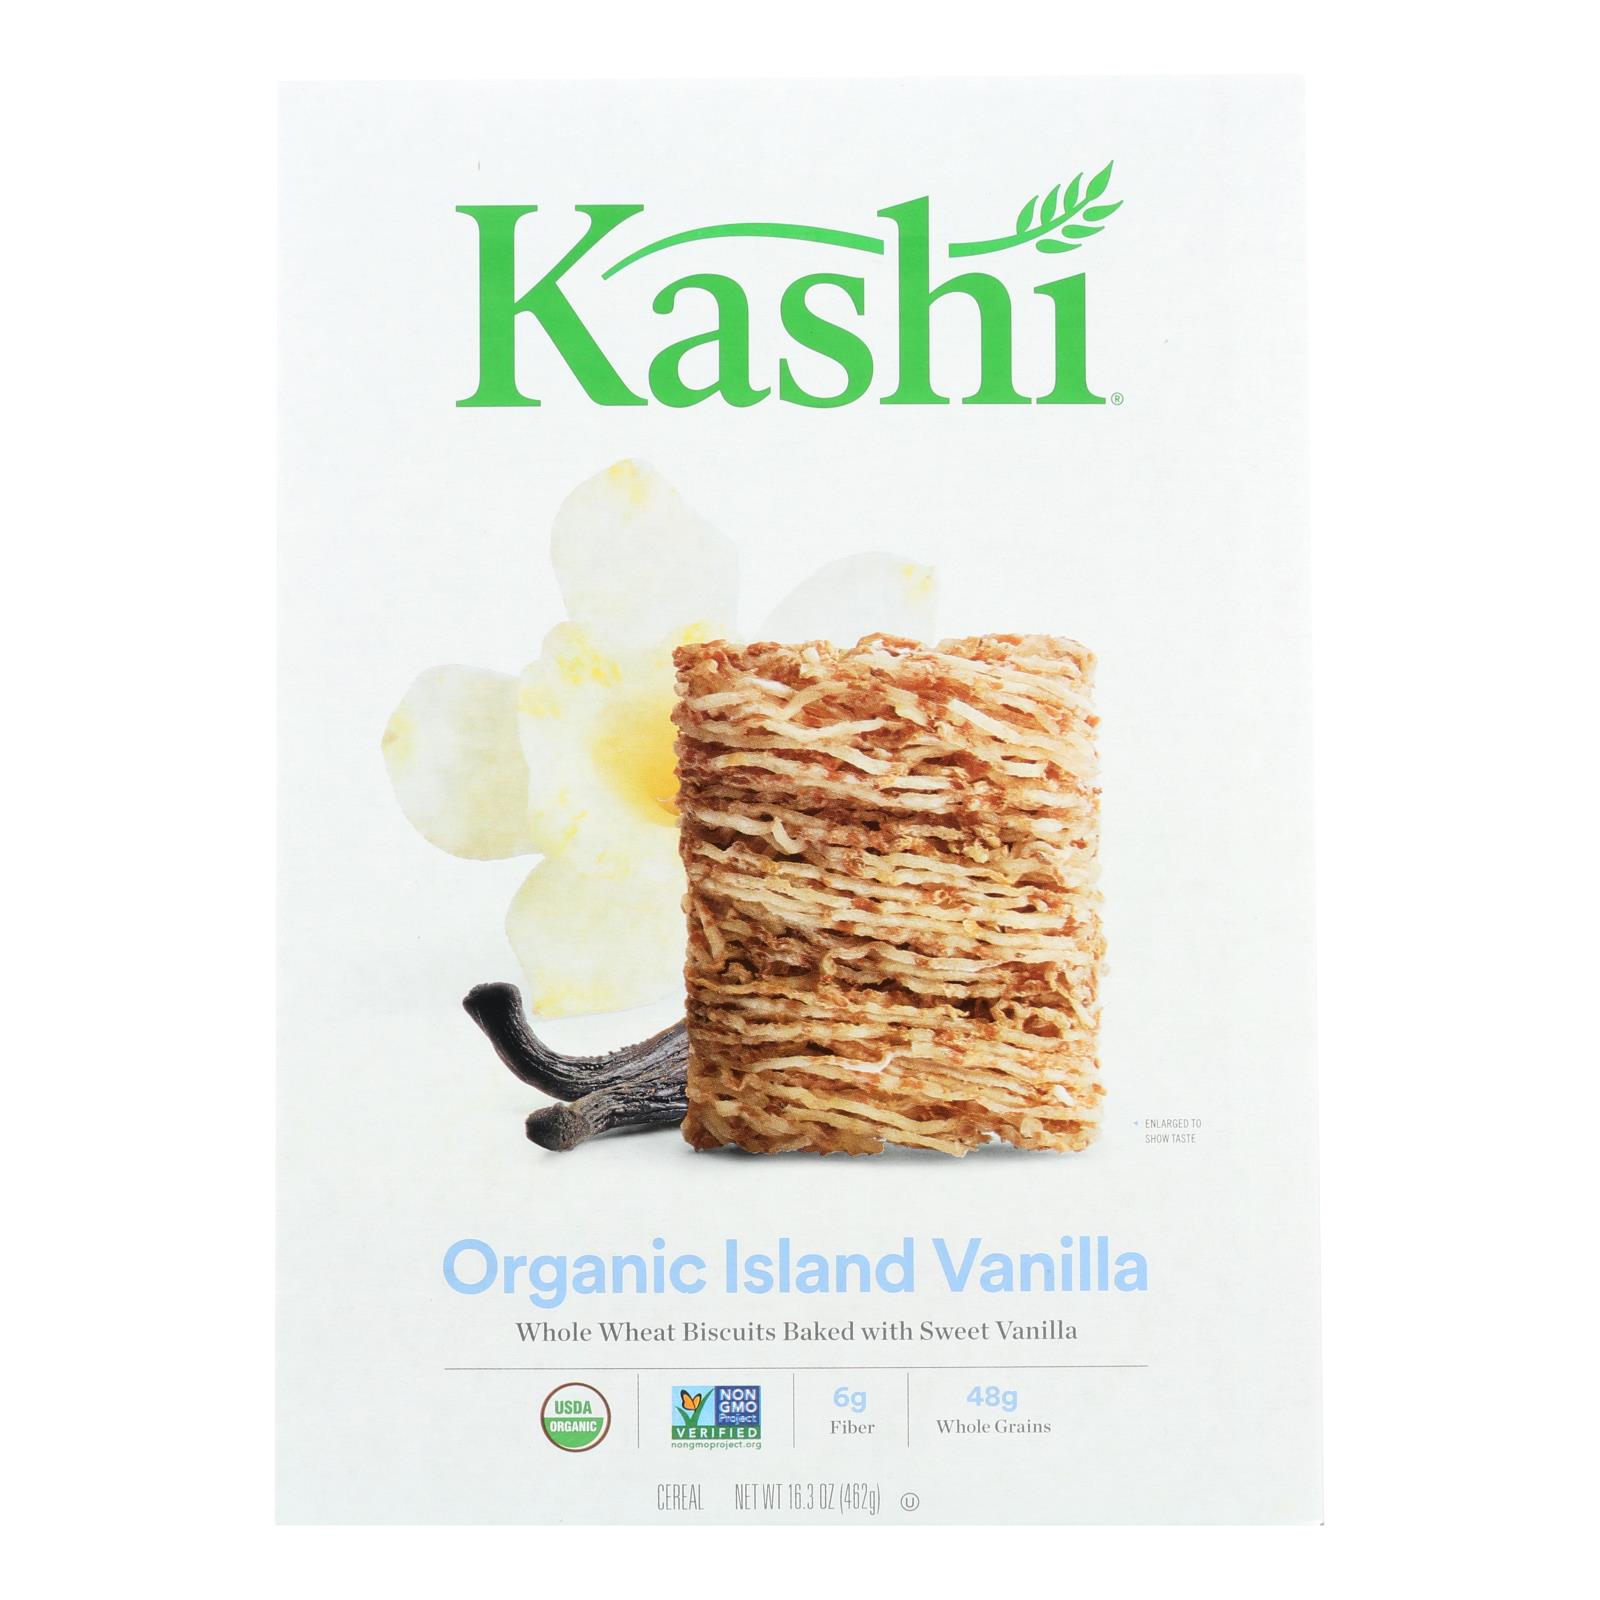 Kashi®
ENLARGED TO
SHOW TASTE
Organic Island Vanilla
Whole Wheat Biscuits Baked with Sweet Vanilla
USDA
ORGANIC
NON
GMO
Project
VERIFIED
nongmoproject.org
6g
Fiber
48g
Whole Grains
CEREAL NET WT 16.3 OZ (462g) U